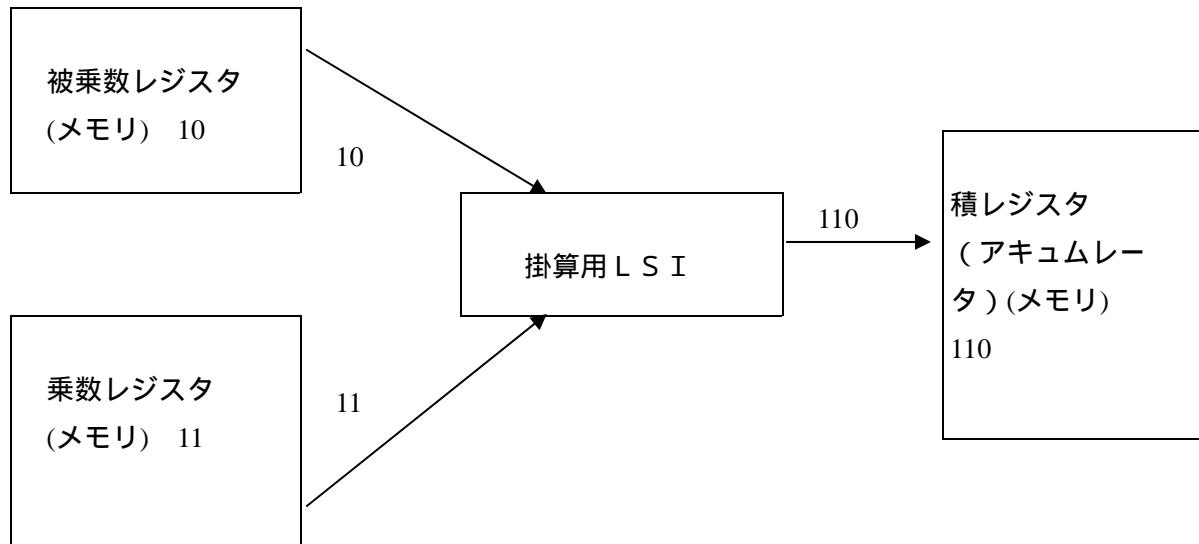 被乗数レジスタ
(メモリ) 10
10
掛算用ＬＳＩ
110
積レジスタ
（アキュムレー
タ）(メモリ)
110
乗数レジスタ
(メモリ) 11
11